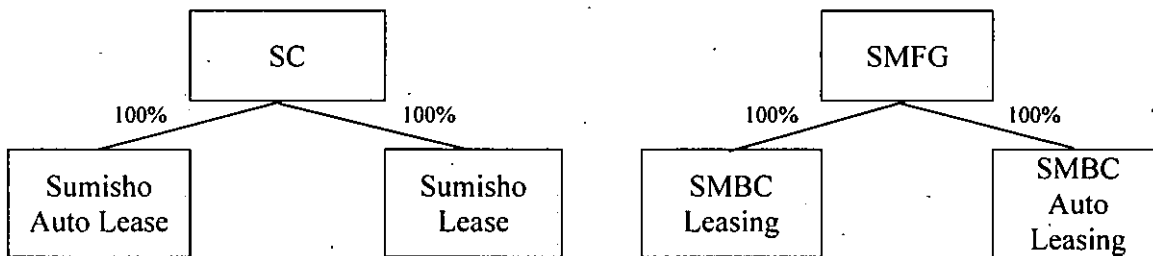 SC
SMFG
100%
100%
100%
100%
Sumisho
Auto Lease
Sumisho
Lease
SMBC
Leasing
SMBC
Auto
Leasing